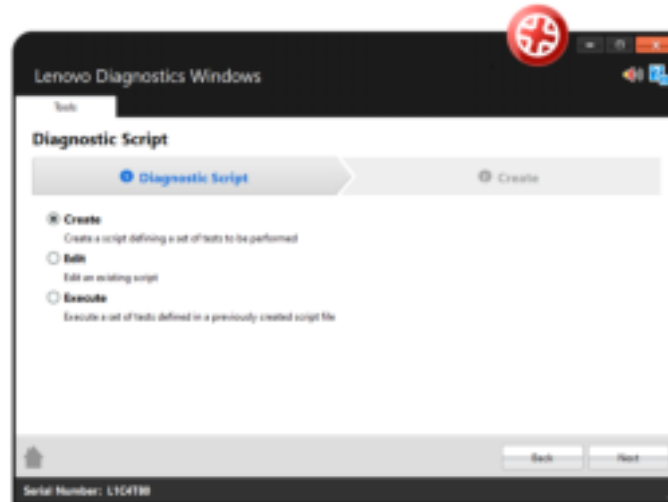 Lenovo Diagnostics Windows
Tools
Diagnostic Script
1 Diagnostic Script
2 Create
Create
Create a script defining a set of tests to be performed
Edit
Edit an existing script
Execute
Execute a set of tests defined in a previously created script file
Back
Next
Serial Number: